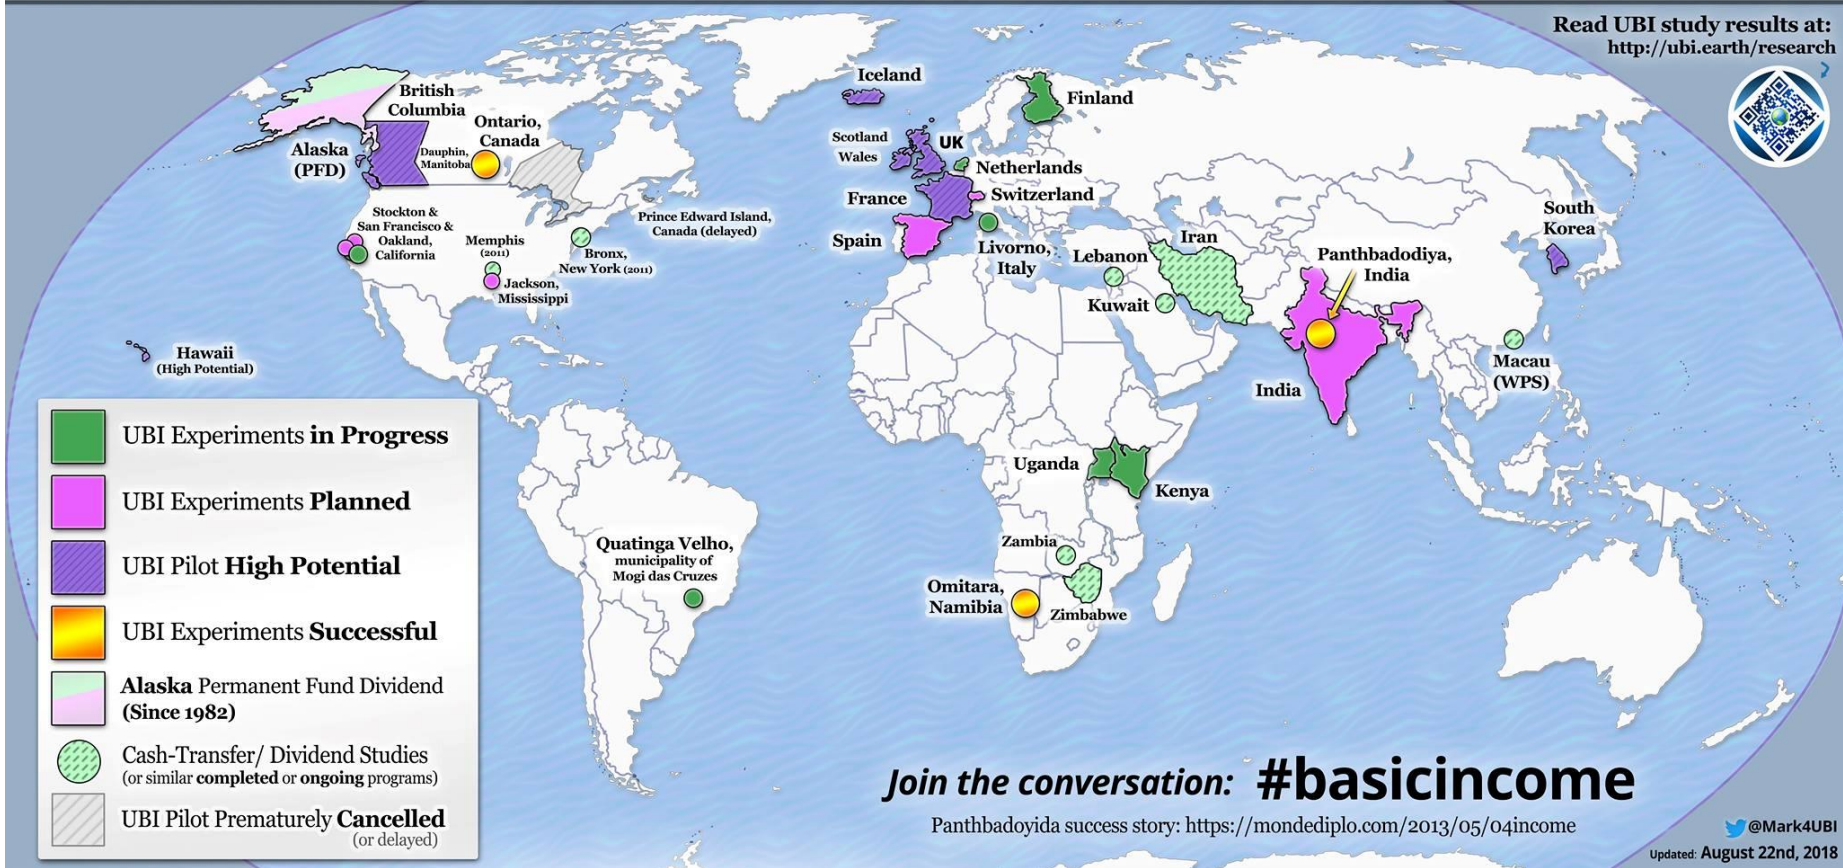 Read UBI study results at:
http://ubi.earth/research
Iceland
Finland
British
Columbia
Ontario,
Canada
Alaska
(PFD)
Dauphin,
Manitoba
Scotland
Wales
UK
Netherlands
France
Switzerland
Spain
Livorno,
Italy
Stockton &
San Francisco &
Oakland,
California
Memphis
(2011)
Jackson,
Mississippi
Bronx,
New York (2011)
Prince Edward Island,
Canada (delayed)
Lebanon
Iran
Kuwait
Panthbadodiya,
India
South
Korea
India
Macau
(WPS)
Hawaii
(High Potential)
Uganda
Kenya
Quatinga Velho,
municipality of
Mogi das Cruzes
Zambia
Omitara,
Namibia
Zimbabwe
UBI Experiments in Progress
UBI Experiments Planned
UBI Pilot High Potential
UBI Experiments Successful
Alaska Permanent Fund Dividend
(Since 1982)
Cash-Transfer/ Dividend Studies
(or similar completed or ongoing programs)
UBI Pilot Prematurely Cancelled
(or delayed)
Join the conversation: #basicincome
Panthbadoyida success story: https://mondediplo.com/2013/05/04income
@Mark4UBI
Updated: August 22nd, 2018